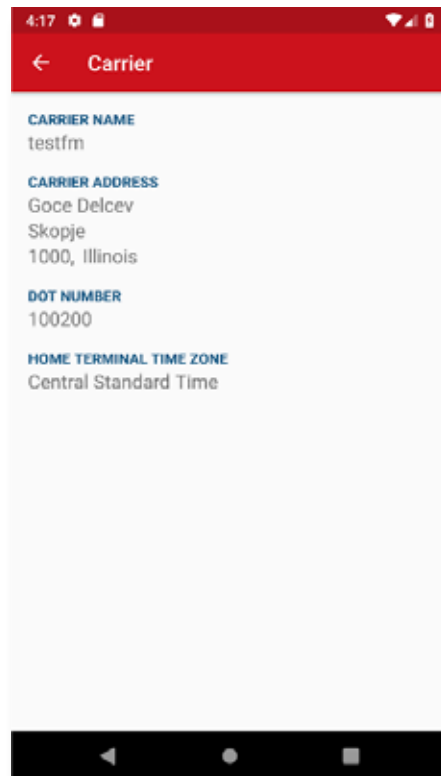 4:17
Carrier
CARRIER NAME
testfm
CARRIER ADDRESS
Goce Delcev
Skopje
1000, Illinois
DOT NUMBER
100200
HOME TERMINAL TIME ZONE
Central Standard Time